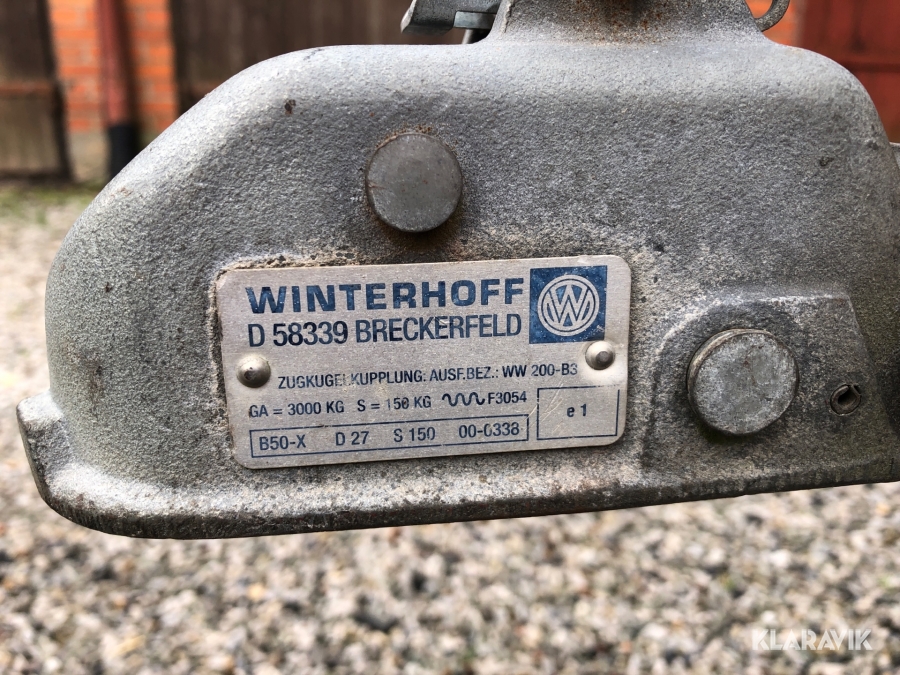 WINTERHOFF
D 58339 BRECKERFELD
W
ZUGKUGELKUPPLUNG: AUSF.BEZ.: WW 200-B3
GA = 3000 KG S = 150 KG F3054
e 1
B50-X D 27 S 150 00-0338
KLARAVIK